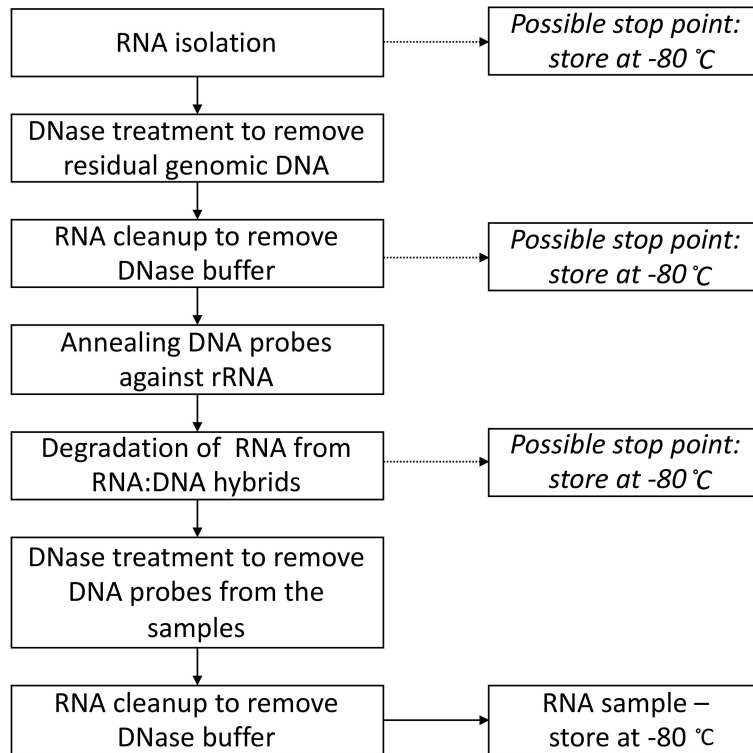 RNA isolation
Possible stop point:
store at -80 ℃
DNase treatment to remove
residual genomic DNA
RNA cleanup to remove
DNase buffer
Possible stop point:
store at -80 ℃
Annealing DNA probes
against rRNA
Degradation of  RNA from
RNA:DNA hybrids
Possible stop point:
store at -80 ℃
DNase treatment to remove
DNA probes from the
samples
RNA cleanup to remove
DNase buffer
RNA sample –
store at -80 ℃